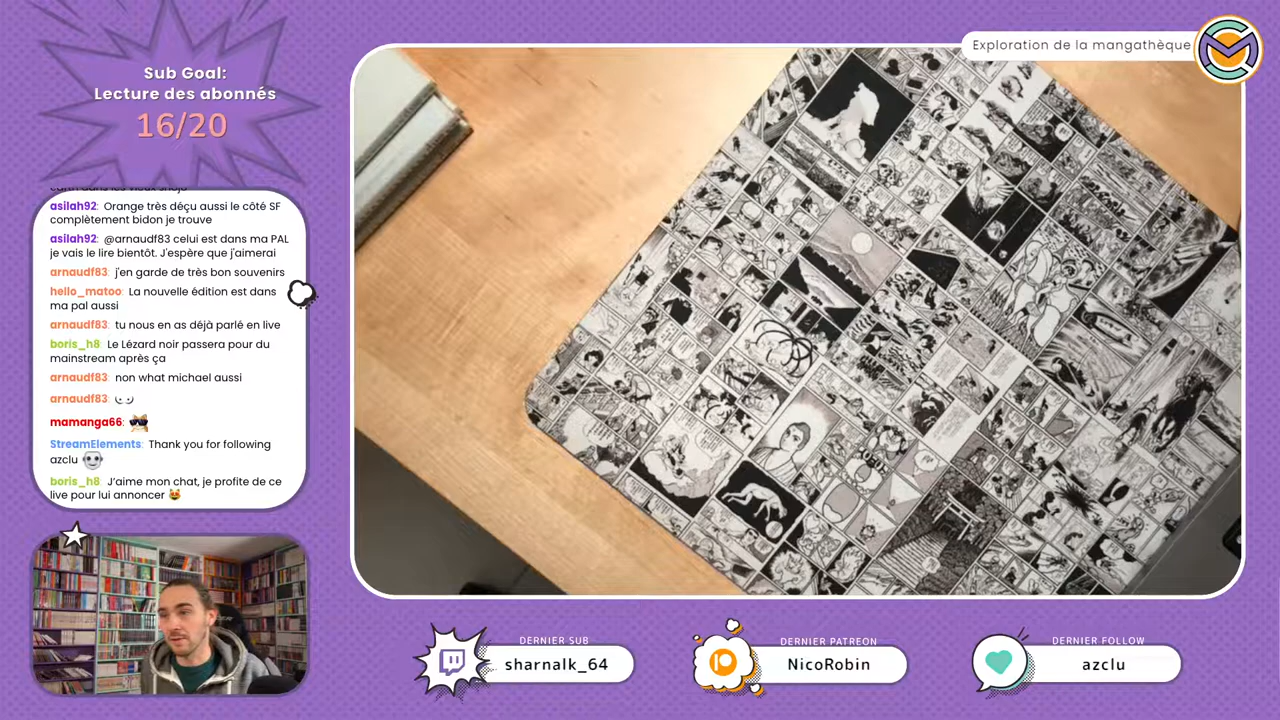 Sub Goal:
Lecture des abonnés
16/20
Exploration de la mangathèque
asilah92: Orange très déçu aussi le côté SF
complètement bidon je trouve
asilah92: @arnaudf83 celui est dans ma PAL
je vais le lire bientôt. J'espère que j'aimerai
arnaudf83: j'en garde de très bon souvenirs
hello_matoo: La nouvelle édition est dans
ma pal aussi
arnaudf83: tu nous en as déjà parlé en live
boris_h8: Le Lézard noir passera pour du
mainstream après ça
arnaudf83: non what michael aussi
arnaudf83:
mamanga66:
StreamElements: Thank you for following
azclu
boris_h8: J'aime mon chat, je profite de ce
live pour lui annoncer
DERNIER SUB
sharnalk_64
DERNIER PATREON
NicoRobin
DERNIER FOLLOW
azclu